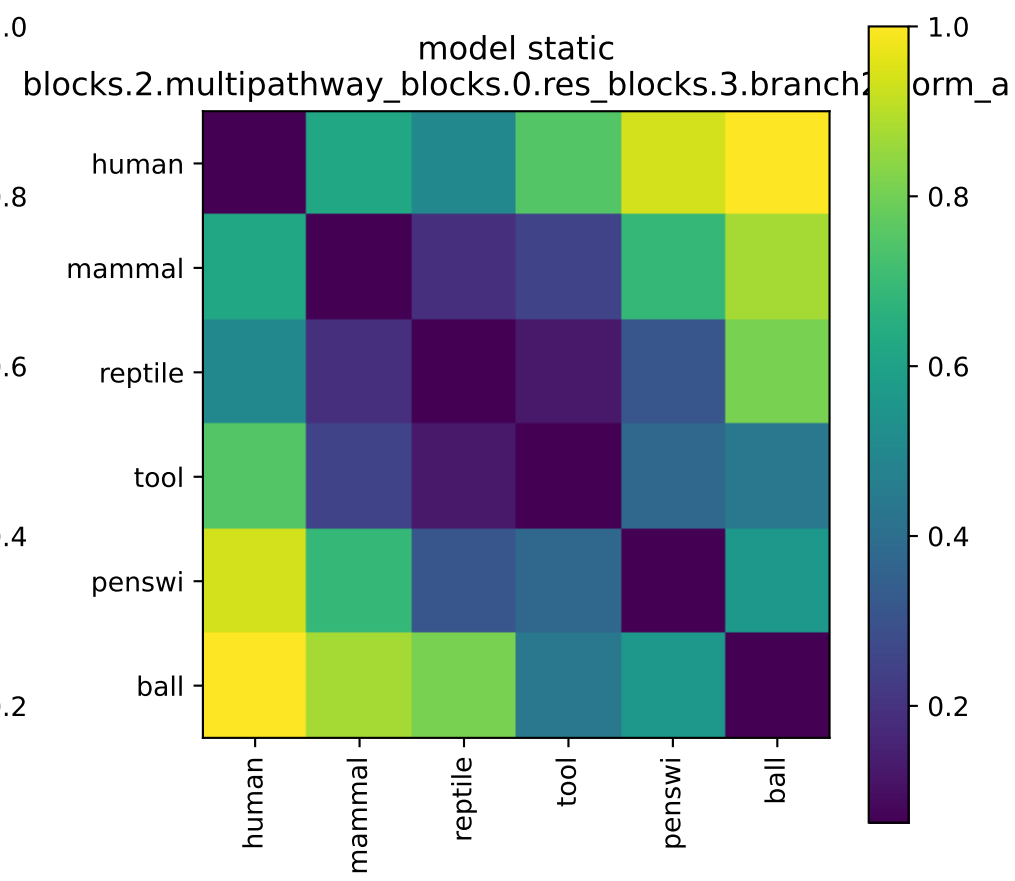 model static
blocks.2.multipathway_blocks.0.res_blocks.3.branch2 orm_a
human
mammal
reptile
tool
penswi
ball
human
mammal
reptile
tool
penswi
ball
1.0
0.8
0.6
0.4
0.2
.0
.8
.6
.4
.2